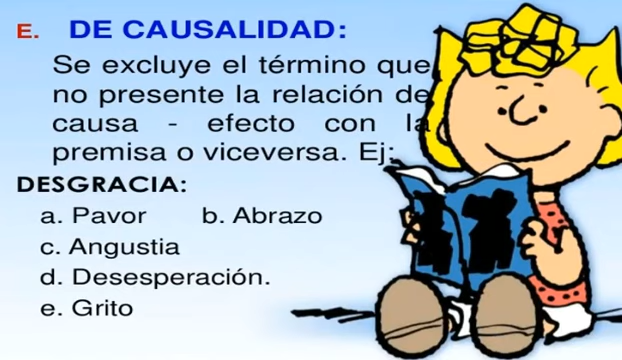 E. DE CAUSALIDAD:
Se excluye el término que
no presente la relación de
causa - efecto con la
premisa o viceversa. Ej:
DESGRACIA:
a. Pavor b. Abrazo
c. Angustia
d. Desesperación.
e. Grito